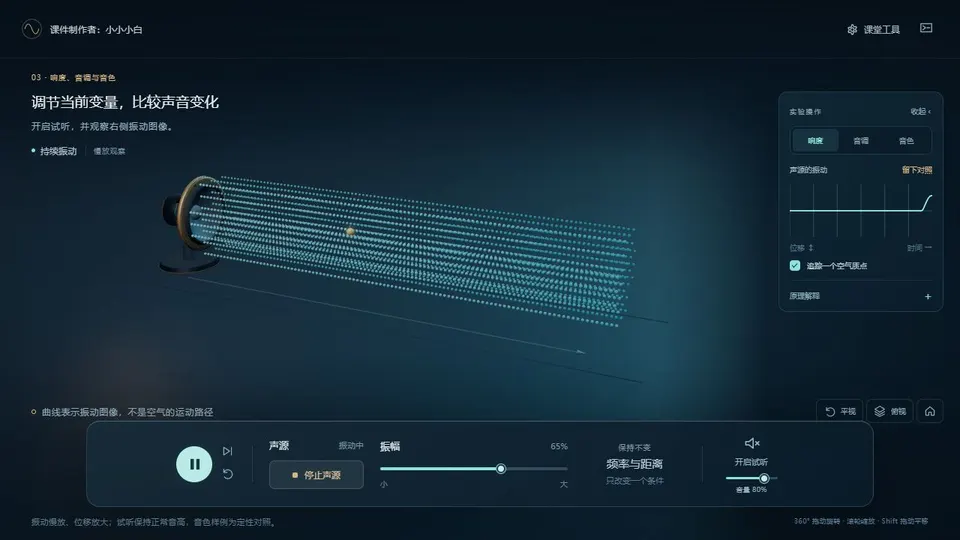 课件制作者：小小小白
课堂工具
03 · 响度、音调与音色
调节当前变量，比较声音变化
开启试听，并观察右侧振动图像。
持续振动
慢放观察
实验操作
收起
响度
音调
音色
声源的振动
留下对照
位移 ↕
时间 →
追踪一个空气质点
原理解释
+
曲线表示振动图像，不是空气的运动路径
平视
俯视
声源
振动中
停止声源
振幅
65%
小
大
保持不变
频率与距离
只改变一个条件
开启试听
音量 80%
振动慢放、位移放大；试听保持正常音高，音色样例为定性对照。
360° 拖动旋转 · 滚轮缩放 · Shift 拖动平移